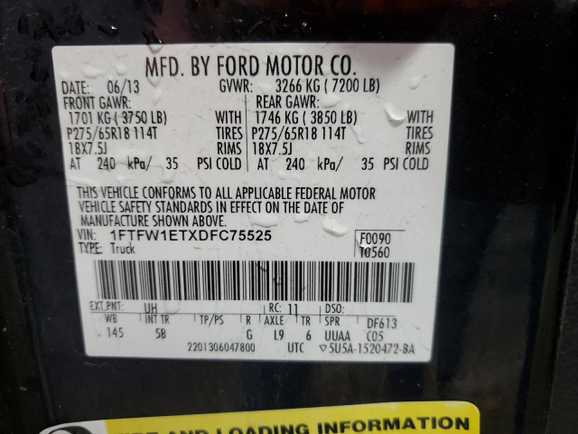 MFD. BY FORD MOTOR CO.
DATE: 06/13 GVWR: 3266 KG ( 7200 LB)
FRONT GAWR: REAR GAWR:
1701 KG ( 3750 LB) WITH 1746 KG ( 3850 LB) WITH
P275/65R18 114T TIRES P275/65R18 114T TIRES
18X7.5J RIMS 18X7.5J RIMS
AT 240 kPa/ 35 PSI COLD AT 240 kPa/ 35 PSI COLD
THIS VEHICLE CONFORMS TO ALL APPLICABLE FEDERAL MOTOR
VEHICLE SAFETY STANDARDS IN EFFECT ON THE DATE OF
MANUFACTURE SHOWN ABOVE.
VIN: 1FTFW1ETXDFC75525 F0090
TYPE: Truck T0560
EXT PNT: UH RC: 11 DSO:
WB INT TR TP/PS R AXLE TR SPR DF613
145 5B G L9 6 UUAA C05
2201306047800 UTC ▽5U5A-1520472-BA
AND LOADING INFORMATION